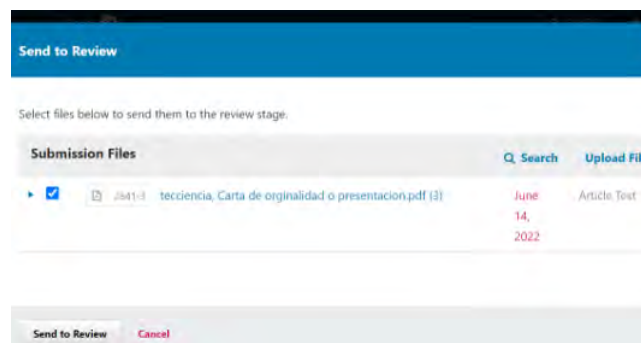 Send to Review
Select files below to send them to the review stage.
Submission Files
Search
Upload Fil
tecciencia, Carta de orginalidad o presentacion.pdf (3)
June
14,
2022
Article Text
Send to Review
Cancel